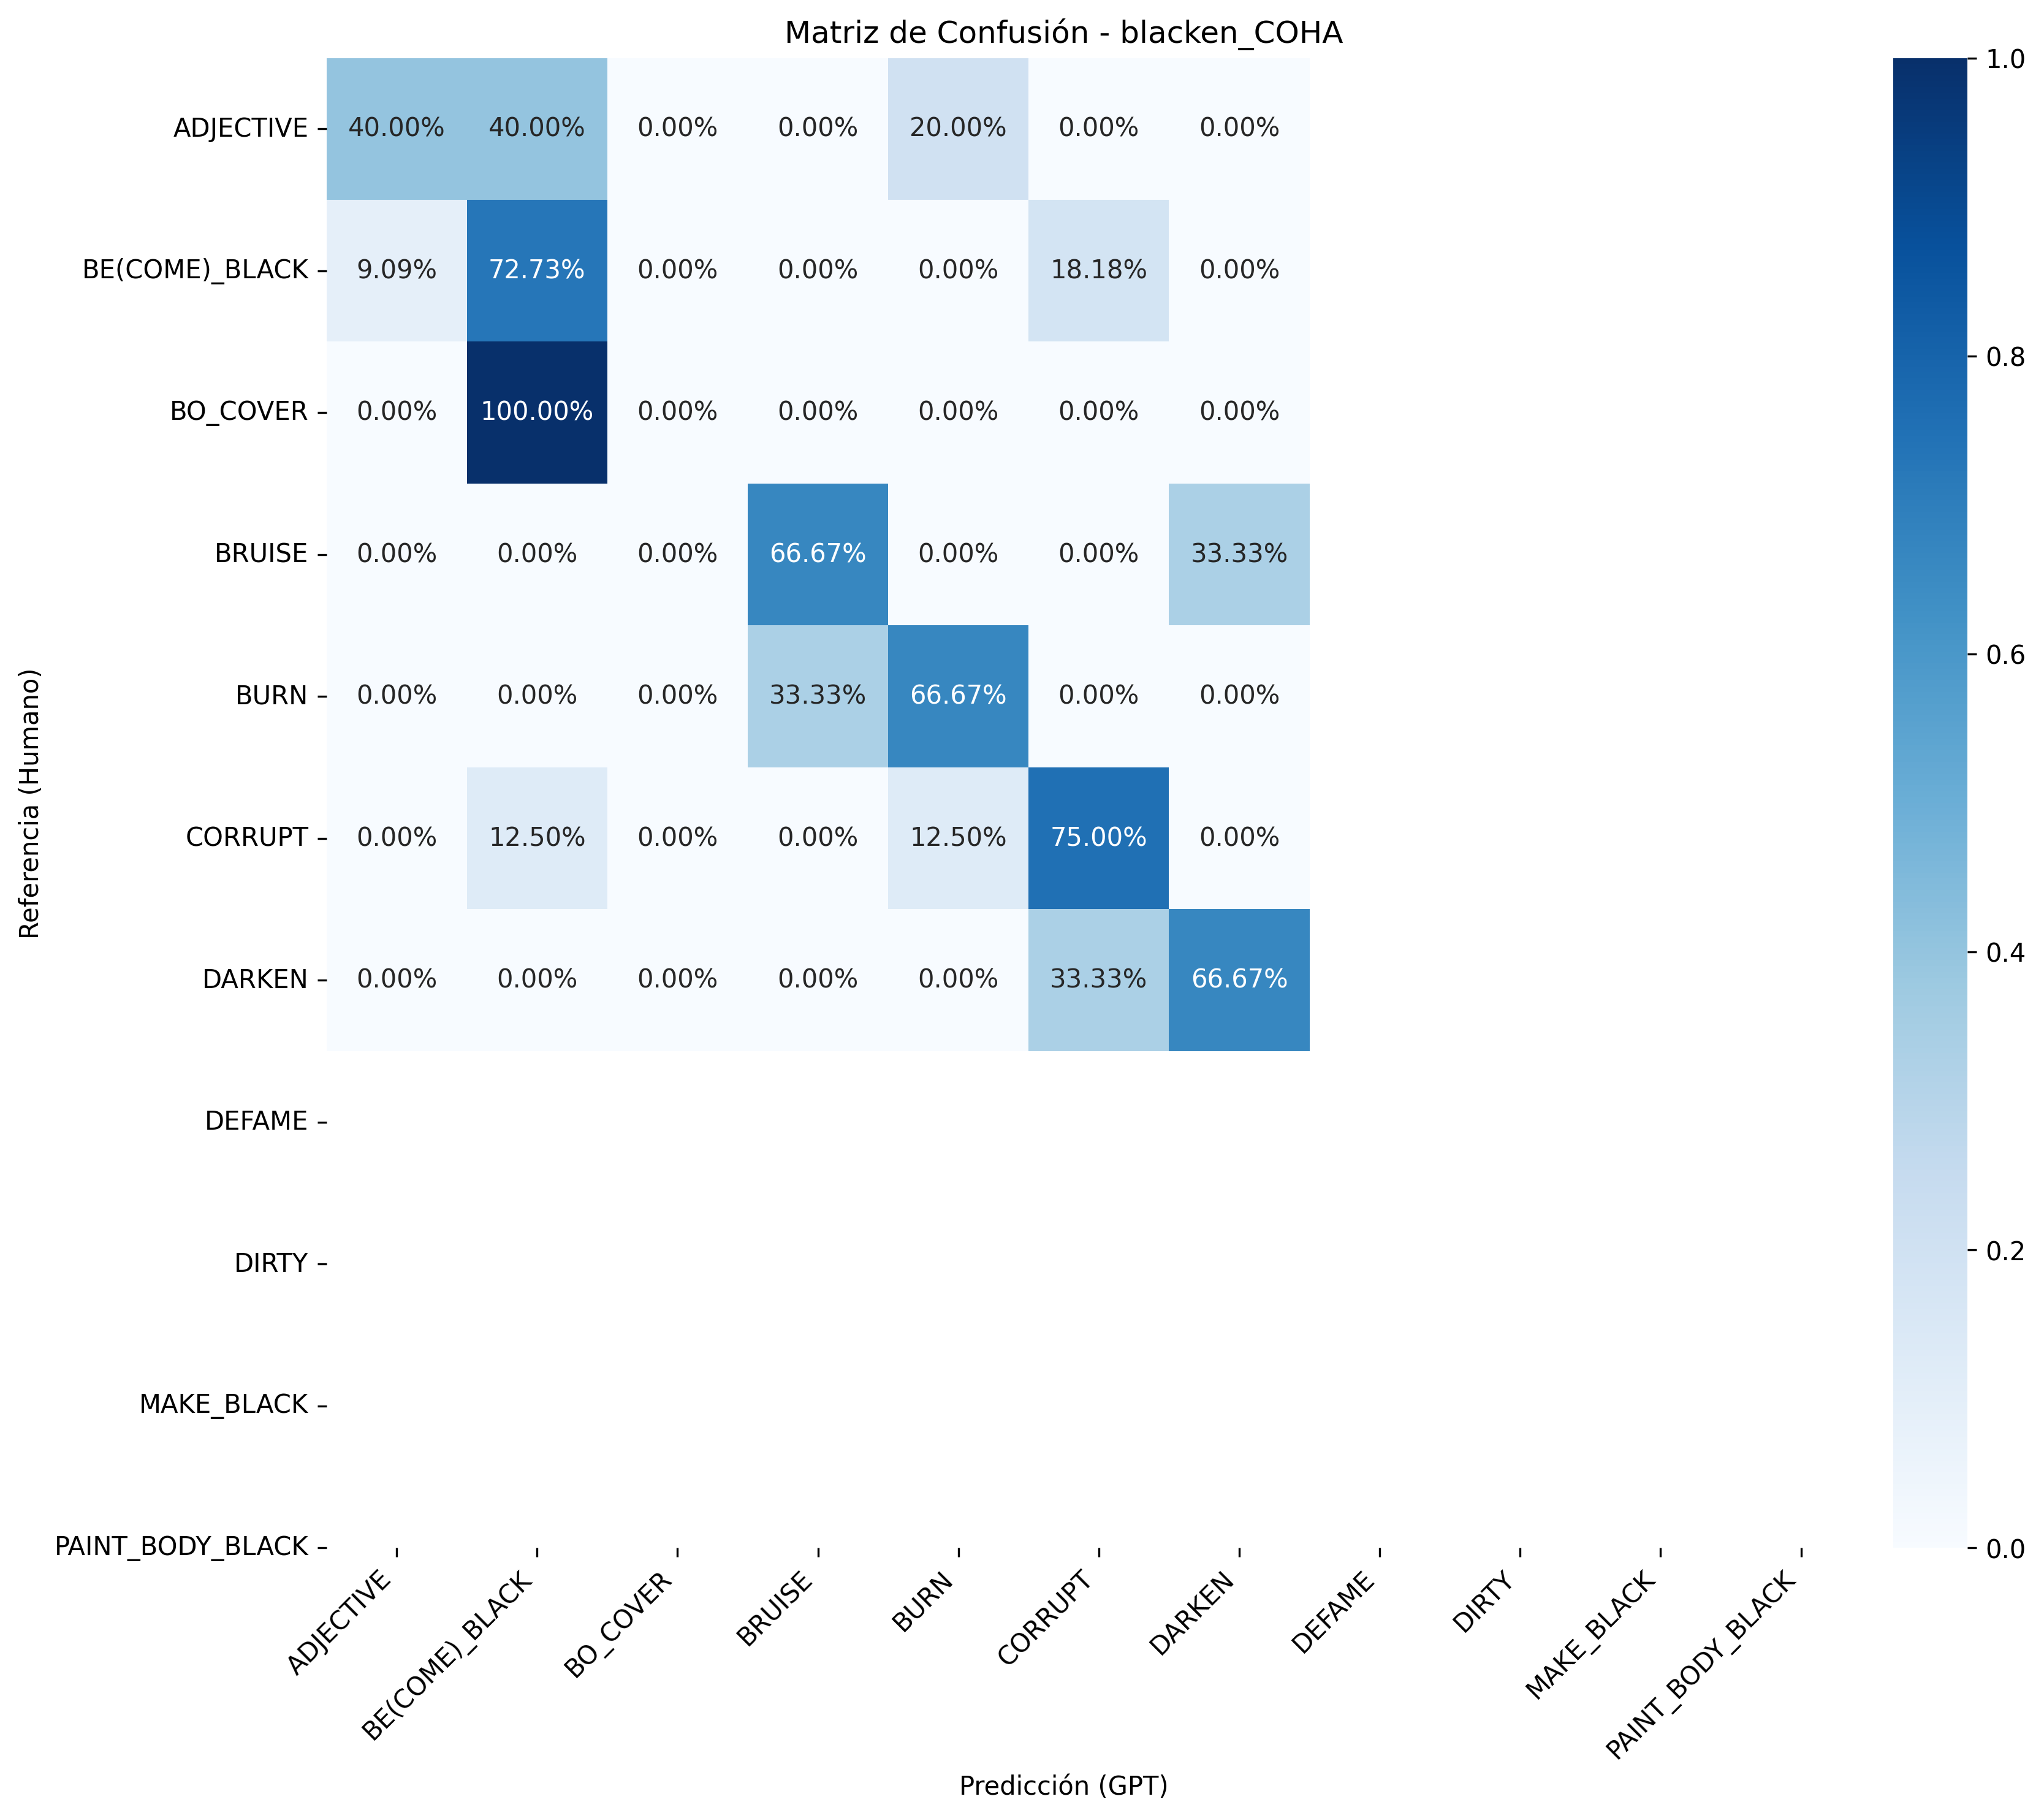 Matriz de Confusión - blacken_COHA
ADJECTIVE 40.00% 40.00% 0.00% 0.00% 20.00% 0.00% 0.00%
BE(COME)_BLACK 9.09% 72.73% 0.00% 0.00% 0.00% 18.18% 0.00%
BO_COVER 0.00% 100.00% 0.00% 0.00% 0.00% 0.00% 0.00%
BRUISE 0.00% 0.00% 0.00% 66.67% 0.00% 0.00% 33.33%
BURN 0.00% 0.00% 0.00% 33.33% 66.67% 0.00% 0.00%
CORRUPT 0.00% 12.50% 0.00% 0.00% 12.50% 75.00% 0.00%
DARKEN 0.00% 0.00% 0.00% 0.00% 0.00% 33.33% 66.67%
DEFAME
DIRTY
MAKE_BLACK
PAINT_BODY_BLACK
Referencia (Humano)
ADJECTIVE
BE(COME)_BLACK
BO_COVER
BRUISE
BURN
CORRUPT
DARKEN
DEFAME
DIRTY
MAKE_BLACK
PAINT_BODY_BLACK
Predicción (GPT)
1.0
0.8
0.6
0.4
0.2
0.0